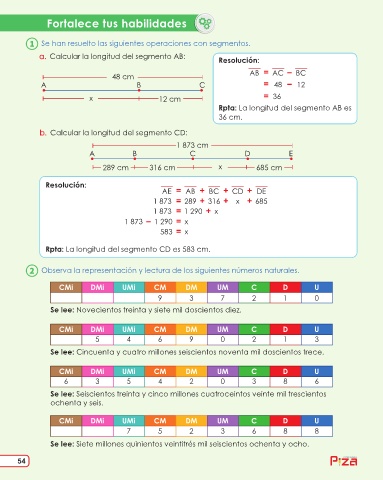 Fortalece tus habilidades
1 Se han resuelto las siguientes operaciones con segmentos.
a. Calcular la longitud del segmento AB:
48 cm
A B C
x 12 cm
Resolución:
AB = AC − BC
= 48 − 12
= 36
Rpta: La longitud del segmento AB es
36 cm.
b. Calcular la longitud del segmento CD:
1 873 cm
A B C D E
289 cm 316 cm x 685 cm
Resolución:
AE = AB + BC + CD + DE
1 873 = 289 + 316 + x + 685
1 873 = 1 290 + x
1 873 − 1 290 = x
583 = x
Rpta: La longitud del segmento CD es 583 cm.
2 Observa la representación y lectura de los siguientes números naturales.
CMi DMi UMi CM DM UM C D U
9 3 7 2 1 0
Se lee: Novecientos treinta y siete mil doscientos diez.
CMi DMi UMi CM DM UM C D U
5 4 6 9 0 2 1 3
Se lee: Cincuenta y cuatro millones seiscientos noventa mil doscientos trece.
CMi DMi UMi CM DM UM C D U
6 3 5 4 2 0 3 8 6
Se lee: Seiscientos treinta y cinco millones cuatrocientos veinte mil trescientos
ochenta y seis.
CMi DMi UMi CM DM UM C D U
7 5 2 3 6 8 8
Se lee: Siete millones quinientos veintitrés mil seiscientos ochenta y ocho.
54